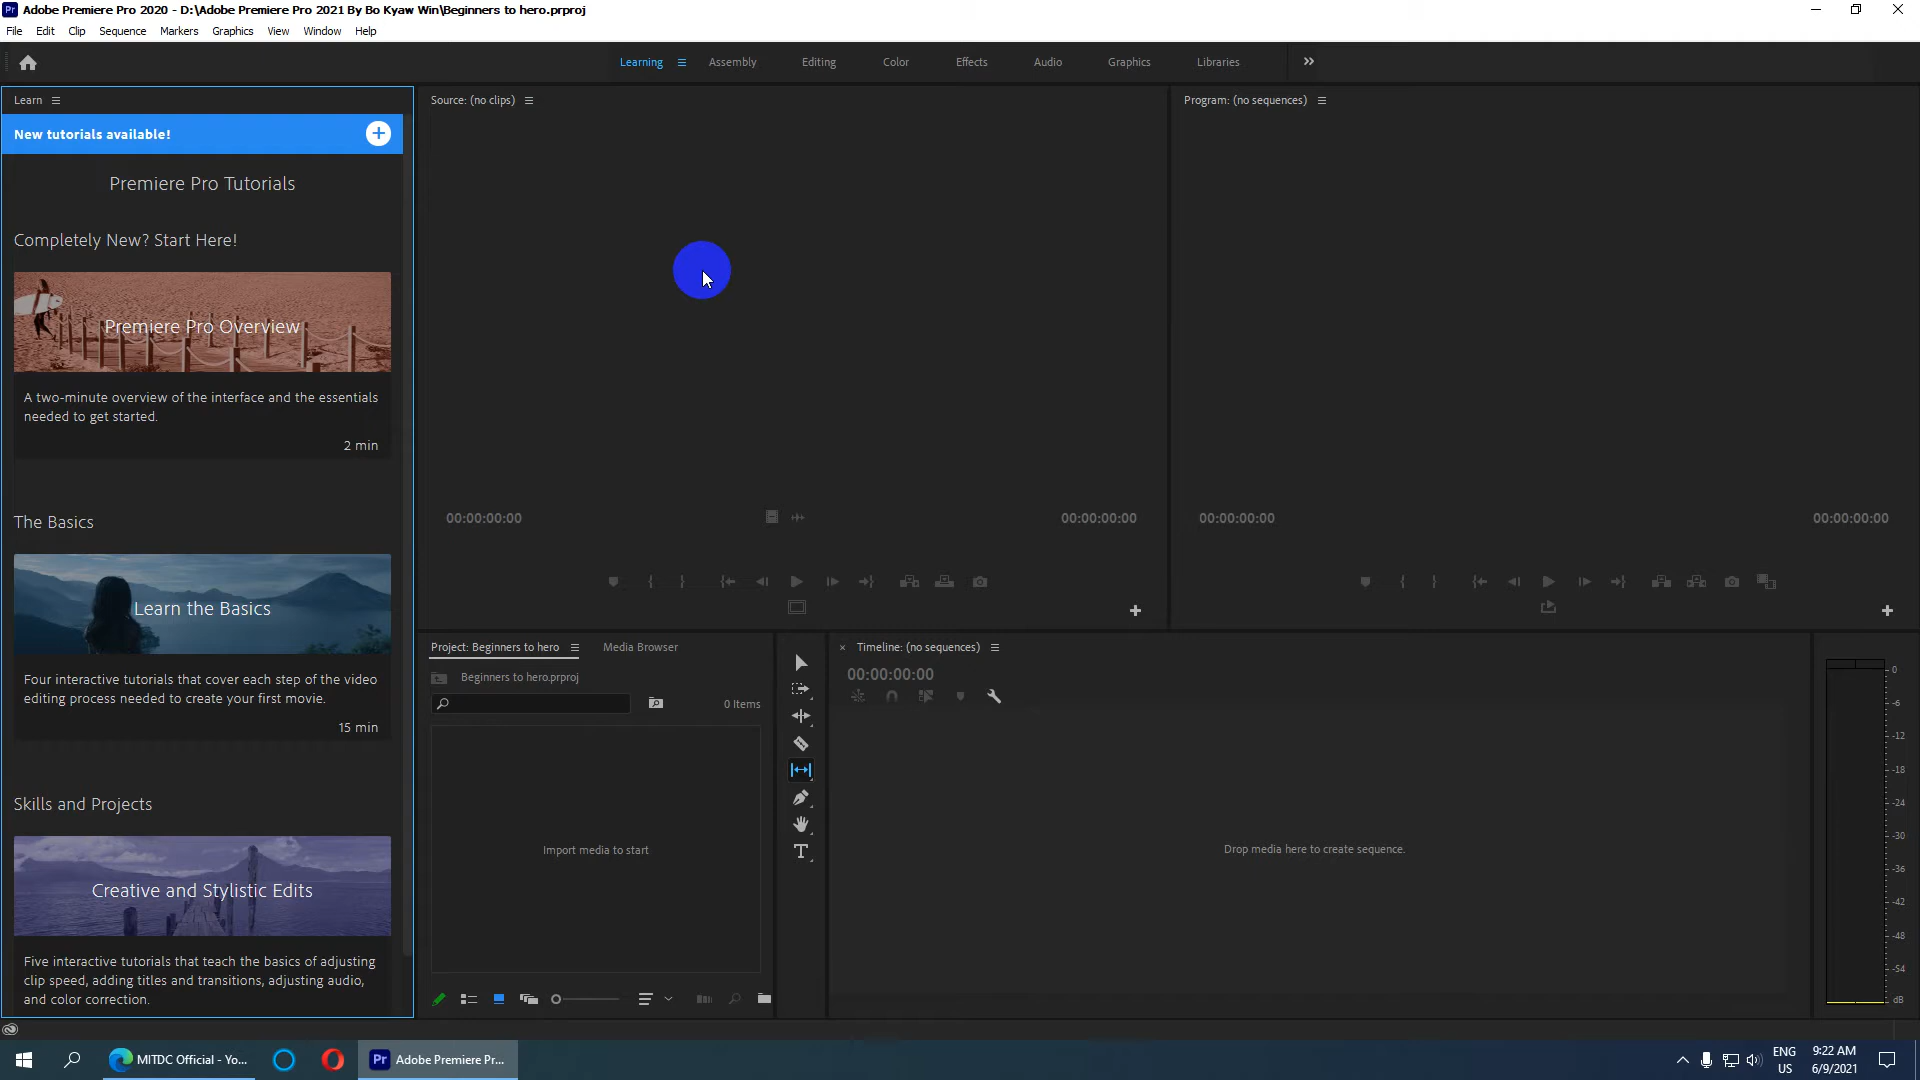 Adobe Premiere Pro 2020 - D:\Adobe Premiere Pro 2021 By Bo Kyaw Win\Beginners to hero.prproj
File Edit Clip Sequence Markers Graphics View Window Help
Learning Assembly Editing Color Effects Audio Graphics Libraries
Learn
Source: (no clips)
Program: (no sequences)
New tutorials available!
Premiere Pro Tutorials
Completely New? Start Here!
Premiere Pro Overview
A two-minute overview of the interface and the essentials
needed to get started.
2 min
The Basics
Learn the Basics
Four interactive tutorials that cover each step of the video
editing process needed to create your first movie.
15 min
Skills and Projects
Creative and Stylistic Edits
Five interactive tutorials that teach the basics of adjusting
clip speed, adding titles and transitions, adjusting audio,
and color correction.
00:00:00:00 00:00:00:00
00:00:00:00 00:00:00:00
Project: Beginners to hero Media Browser
Beginners to hero.prproj
0 Items
Import media to start
Timeline: (no sequences)
00:00:00:00
Drop media here to create sequence.
0
-6
-12
-18
-24
-30
-36
-42
-48
-54
dB
MITDC Official - Yo...
Pr Adobe Premiere Pr...
ENG
US
9:22 AM
6/9/2021